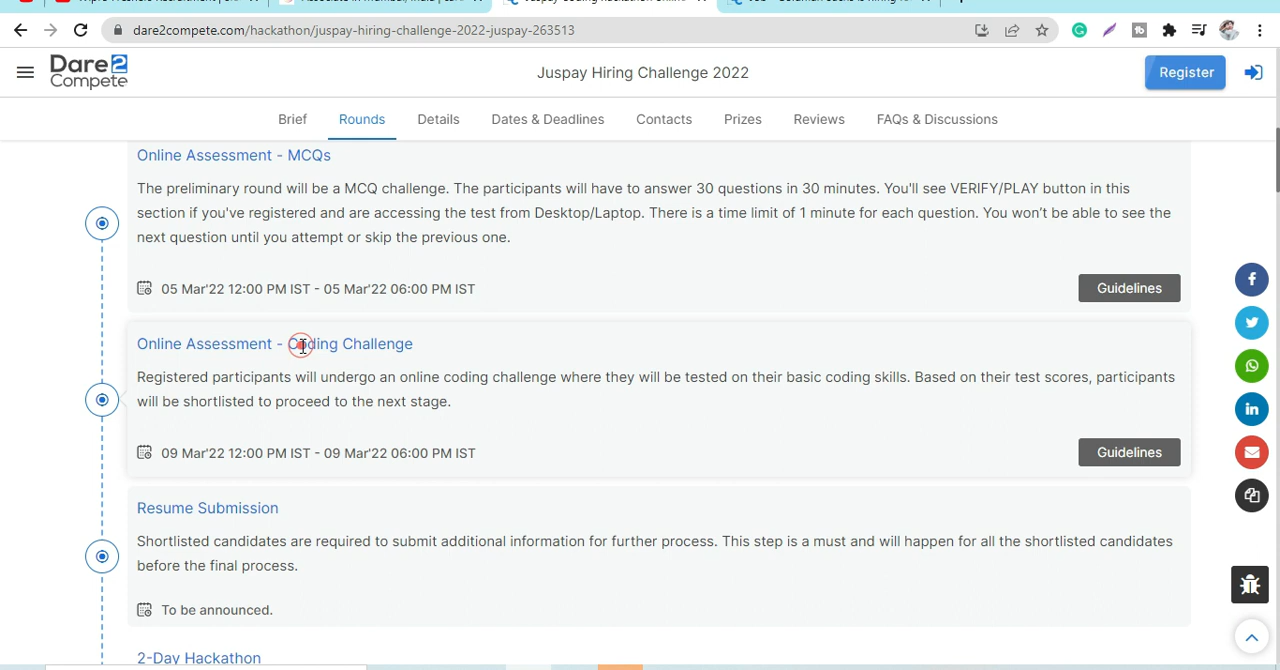 dare2compete.com/hackathon/juspay-hiring-challenge-2022-juspay-263513
Dare2
Compete
Juspay Hiring Challenge 2022
Register
Brief Rounds Details Dates & Deadlines Contacts Prizes Reviews FAQs & Discussions
Online Assessment - MCQs
The preliminary round will be a MCQ challenge. The participants will have to answer 30 questions in 30 minutes. You'll see VERIFY/PLAY button in this
section if you've registered and are accessing the test from Desktop/Laptop. There is a time limit of 1 minute for each question. You won't be able to see the
next question until you attempt or skip the previous one.
05 Mar'22 12:00 PM IST - 05 Mar'22 06:00 PM IST
Guidelines
Online Assessment - Coding Challenge
Registered participants will undergo an online coding challenge where they will be tested on their basic coding skills. Based on their test scores, participants
will be shortlisted to proceed to the next stage.
09 Mar'22 12:00 PM IST - 09 Mar'22 06:00 PM IST
Guidelines
Resume Submission
Shortlisted candidates are required to submit additional information for further process. This step is a must and will happen for all the shortlisted candidates
before the final process.
To be announced.
2-Day Hackathon